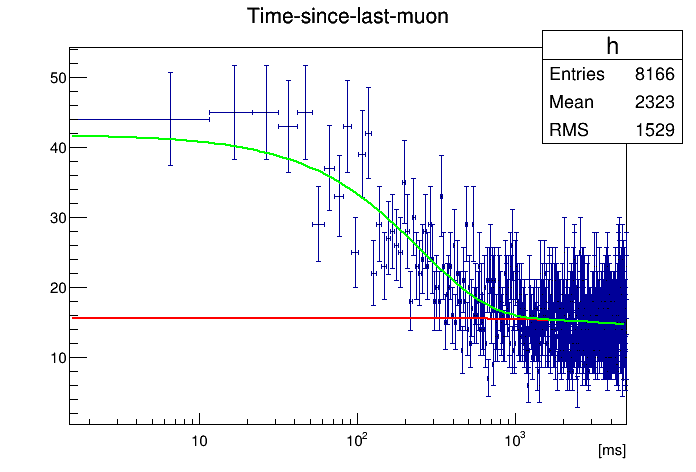 Time-since-last-muon
h
Entries 8166
Mean 2323
RMS 1529
50
40
30
20
10
10 10² 10³
[ms]